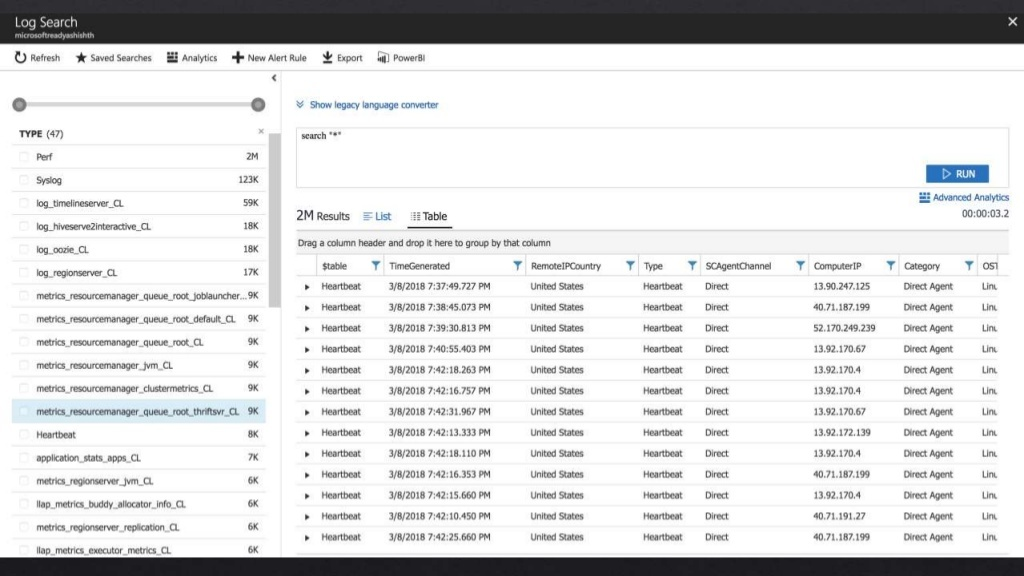 Log Search
microsoftreadyashishth
Refresh Saved Searches Analytics New Alert Rule Export PowerBI
TYPE (47)
Perf 2M
Syslog 123K
log_timelineserver_CL 59K
log_hiveserve2interactive_CL 18K
log_oozie_CL 18K
log_regionserver_CL 17K
metrics_resourcemanager_queue_root_joblauncher... 9K
metrics_resourcemanager_queue_root_default_CL 9K
metrics_resourcemanager_queue_root_CL 9K
metrics_resourcemanager_jvm_CL 9K
metrics_resourcemanager_clustermetrics_CL 9K
metrics_resourcemanager_queue_root_thriftsvr_CL 9K
Heartbeat 8K
application_stats_apps_CL 7K
metrics_regionserver_jvm_CL 6K
llap_metrics_buddy_allocator_info_CL 6K
metrics_regionserver_replication_CL 6K
llap_metrics_executor_metrics_CL 6K
Show legacy language converter
search "*"
RUN
Advanced Analytics
2M Results List Table 00:00:03.2
Drag a column header and drop it here to group by that column
$table TimeGenerated RemoteIPCountry Type SCAgentChannel ComputerIP Category OST
Heartbeat 3/8/2018 7:37:49.727 PM United States Heartbeat Direct 13.90.247.125 Direct Agent Linu
Heartbeat 3/8/2018 7:38:45.073 PM United States Heartbeat Direct 40.71.187.199 Direct Agent Linu
Heartbeat 3/8/2018 7:39:30.813 PM United States Heartbeat Direct 52.170.249.239 Direct Agent Linu
Heartbeat 3/8/2018 7:40:55.403 PM United States Heartbeat Direct 13.92.170.67 Direct Agent Linu
Heartbeat 3/8/2018 7:42:18.263 PM United States Heartbeat Direct 13.92.170.4 Direct Agent Linu
Heartbeat 3/8/2018 7:42:16.757 PM United States Heartbeat Direct 13.92.170.4 Direct Agent Linu
Heartbeat 3/8/2018 7:42:31.967 PM United States Heartbeat Direct 13.92.170.67 Direct Agent Linu
Heartbeat 3/8/2018 7:42:13.333 PM United States Heartbeat Direct 13.92.172.139 Direct Agent Linu
Heartbeat 3/8/2018 7:42:18.110 PM United States Heartbeat Direct 13.92.170.4 Direct Agent Linu
Heartbeat 3/8/2018 7:42:16.353 PM United States Heartbeat Direct 40.71.187.199 Direct Agent Linu
Heartbeat 3/8/2018 7:42:15.660 PM United States Heartbeat Direct 13.92.170.4 Direct Agent Linu
Heartbeat 3/8/2018 7:42:10.450 PM United States Heartbeat Direct 40.71.191.27 Direct Agent Linu
Heartbeat 3/8/2018 7:42:25.660 PM United States Heartbeat Direct 40.71.187.199 Direct Agent Linu